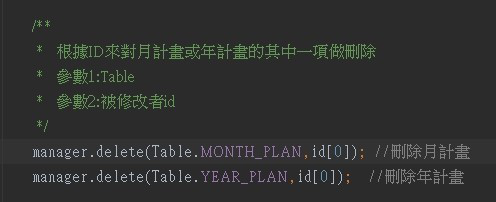 /**
* 根據ID來對月計畫或年計畫的其中一項做刪除
* 參數1:Table
* 參數2:被修改者id
*/
manager.delete(Table.MONTH_PLAN,id[0]); //刪除月計畫
manager.delete(Table.YEAR_PLAN,id[0]); //刪除年計畫